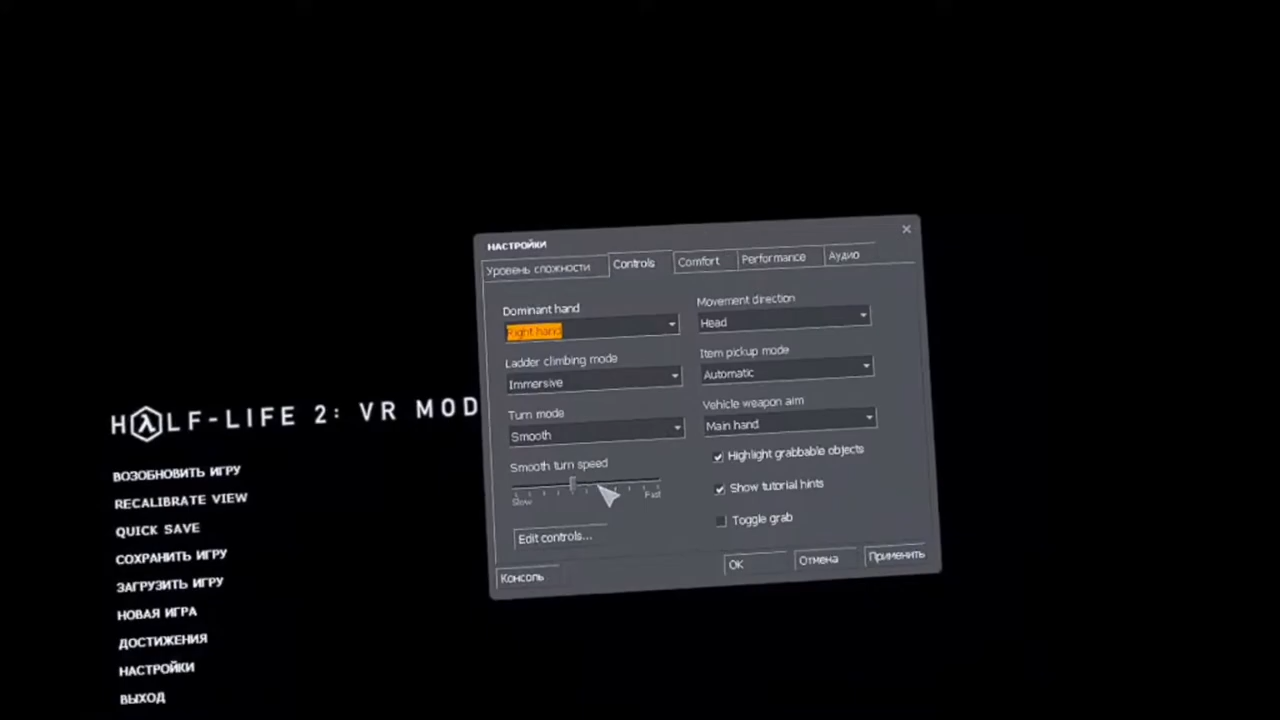 НАСТРОЙКИ
Уровень сложности
Controls
Comfort
Performance
Аудио
Dominant hand
Right hand
Ladder climbing mode
Immersive
Turn mode
Smooth
Smooth turn speed
Slow
Fast
Edit controls...
Movement direction
Head
Item pickup mode
Automatic
Vehicle weapon aim
Main hand
Highlight grabbable objects
Show tutorial hints
Toggle grab
Консоль
OK
Отмена
Применить
HλLF-LIFE 2: VR MOD
ВОЗОБНОВИТЬ ИГРУ
RECALIBRATE VIEW
QUICK SAVE
СОХРАНИТЬ ИГРУ
ЗАГРУЗИТЬ ИГРУ
НОВАЯ ИГРА
ДОСТИЖЕНИЯ
НАСТРОЙКИ
ВЫХОД